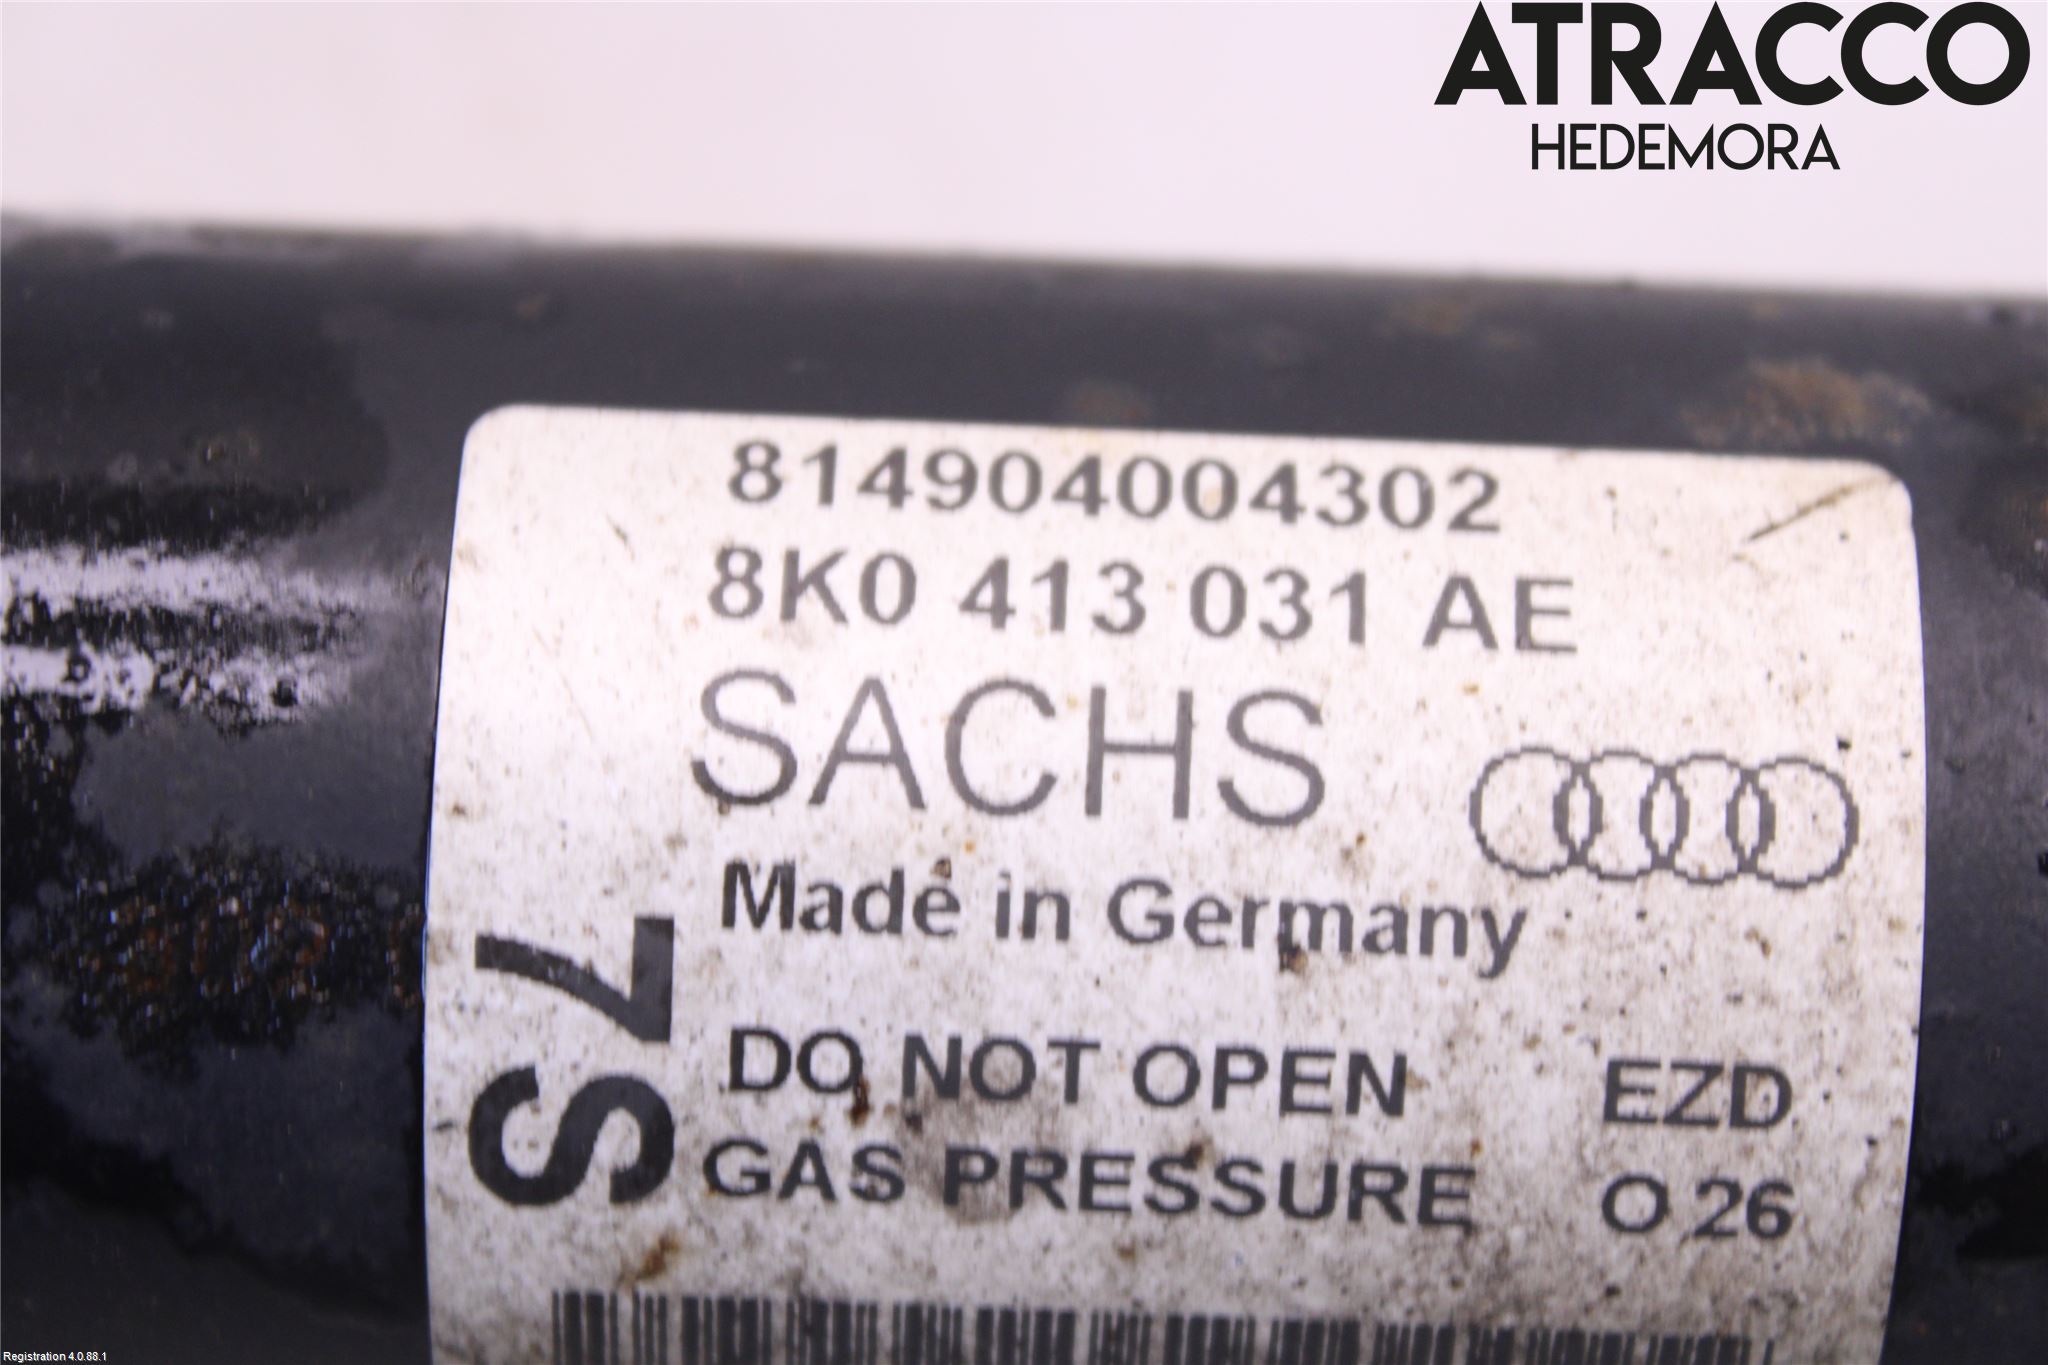 ATRACCO
HEDEMORA
814904004302
8K0 413 031 AE
SACHS
Made in Germany
S7
DO NOT OPEN EZD
GAS PRESSURE O 26
Registration 4.0.88.1